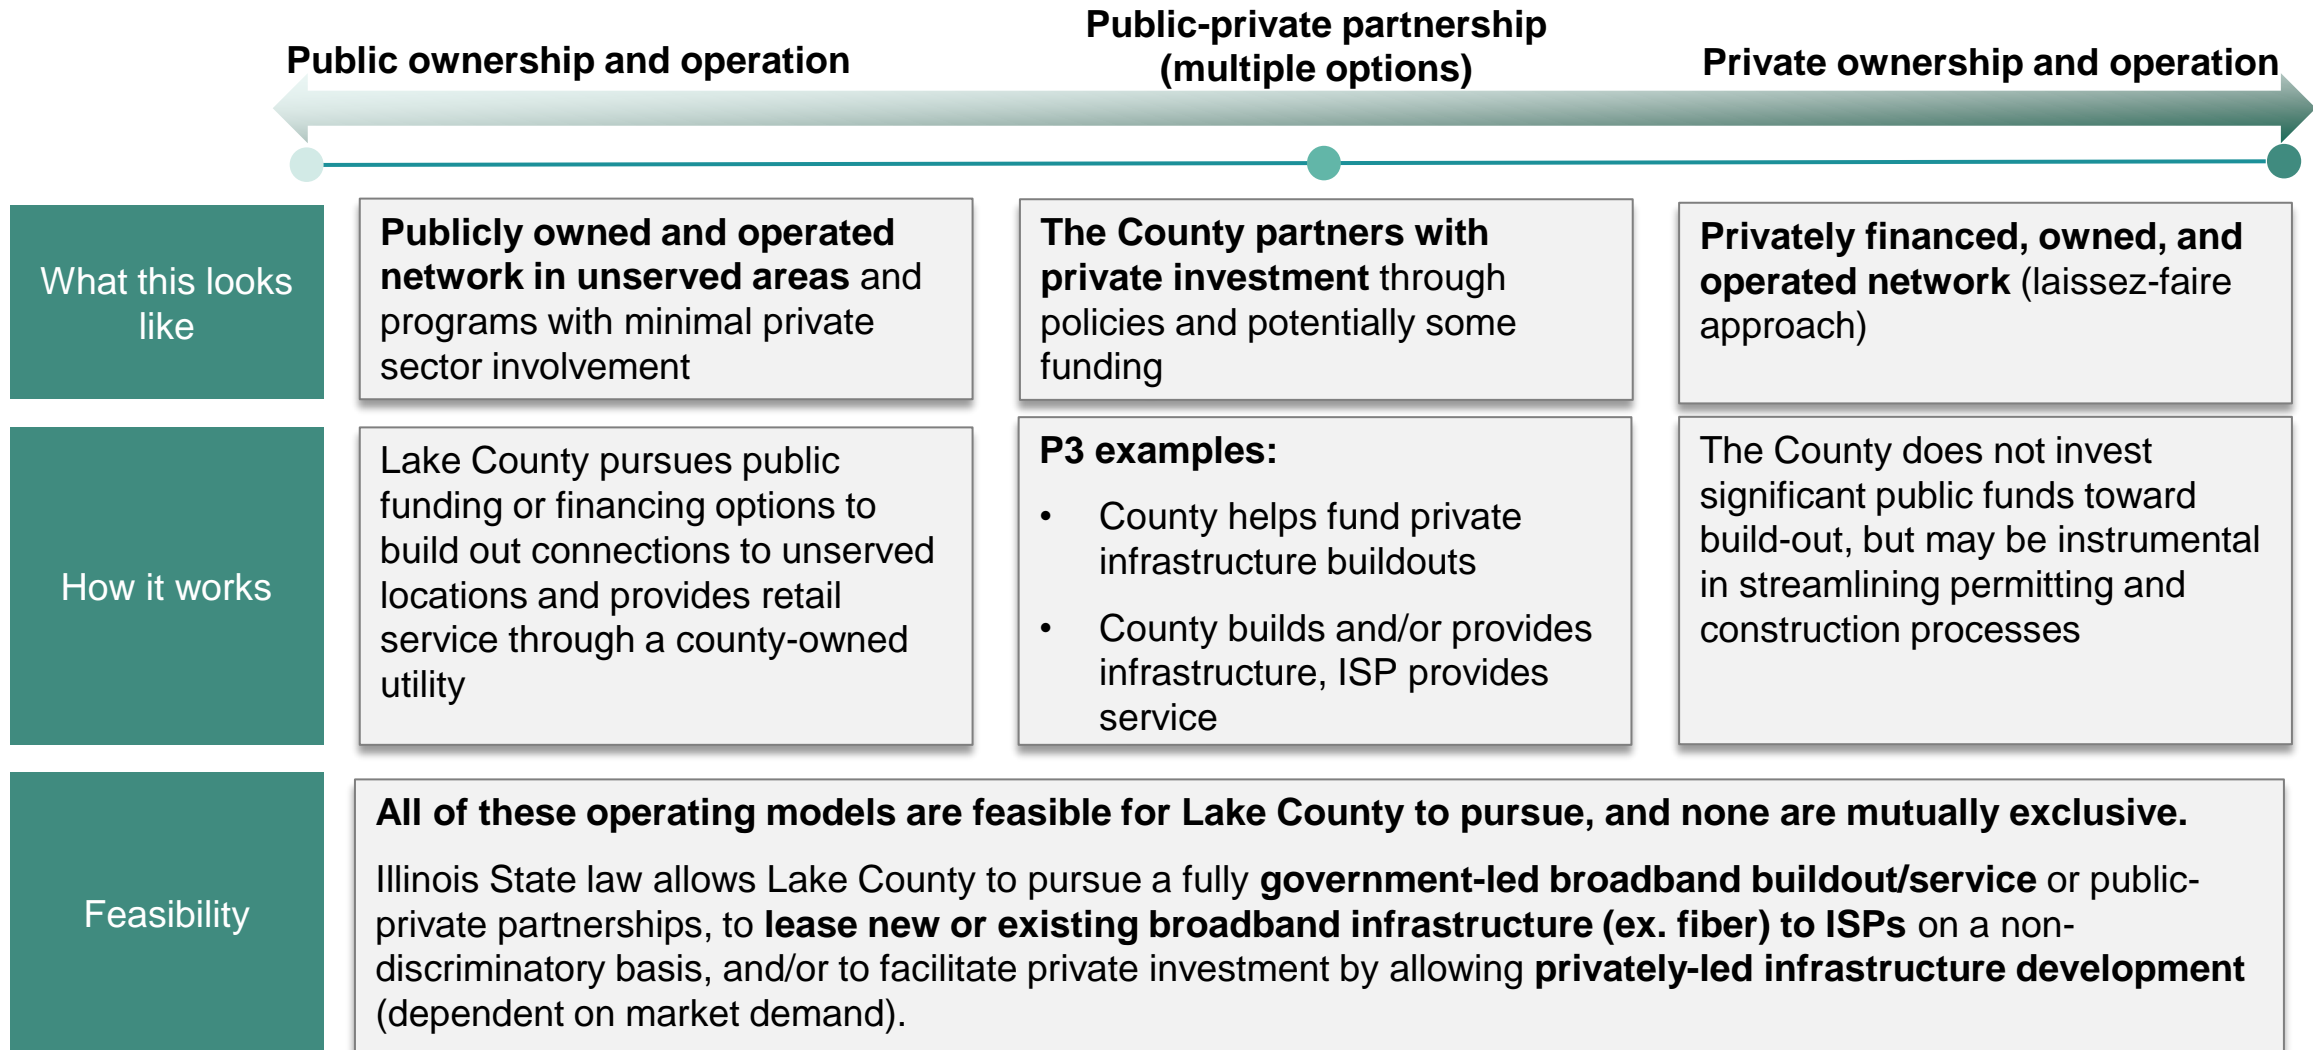 Public ownership and operation
Public-private partnership
(multiple options)
Private ownership and operation
What this looks
like
Publicly owned and operated
network in unserved areas and
programs with minimal private
sector involvement
The County partners with
private investment through
policies and potentially some
funding
Privately financed, owned, and
operated network (laissez-faire
approach)
How it works
Lake County pursues public
funding or financing options to
build out connections to unserved
locations and provides retail
service through a county-owned
utility
P3 examples:
• County helps fund private
infrastructure buildouts
• County builds and/or provides
infrastructure, ISP provides
service
The County does not invest
significant public funds toward
build-out, but may be instrumental
in streamlining permitting and
construction processes
Feasibility
All of these operating models are feasible for Lake County to pursue, and none are mutually exclusive.
Illinois State law allows Lake County to pursue a fully government-led broadband buildout/service or public-
private partnerships, to lease new or existing broadband infrastructure (ex. fiber) to ISPs on a non-
discriminatory basis, and/or to facilitate private investment by allowing privately-led infrastructure development
(dependent on market demand).